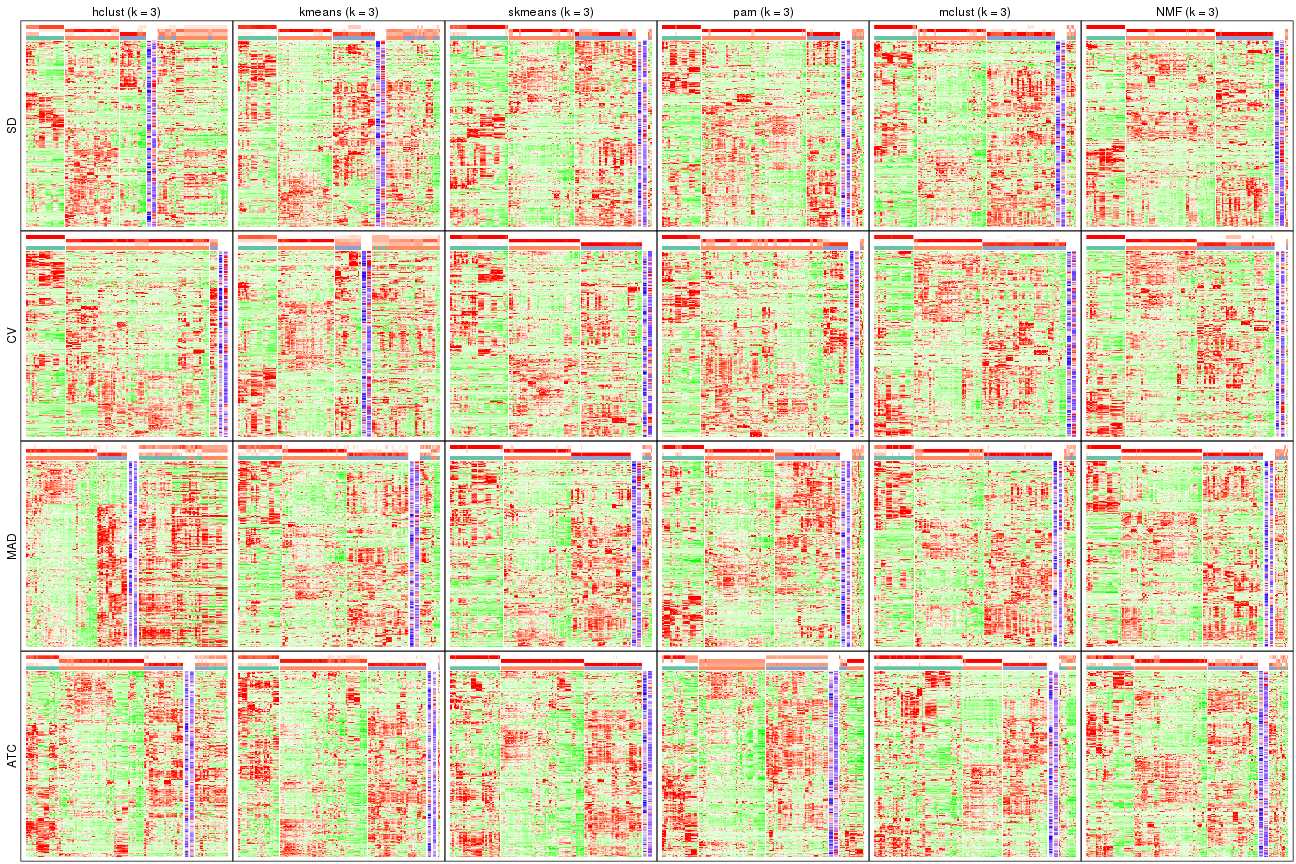 hclust (k = 3) kmeans (k = 3) skmeans (k = 3) pam (k = 3) mclust (k = 3) NMF (k = 3)
SD
CV
MAD
ATC